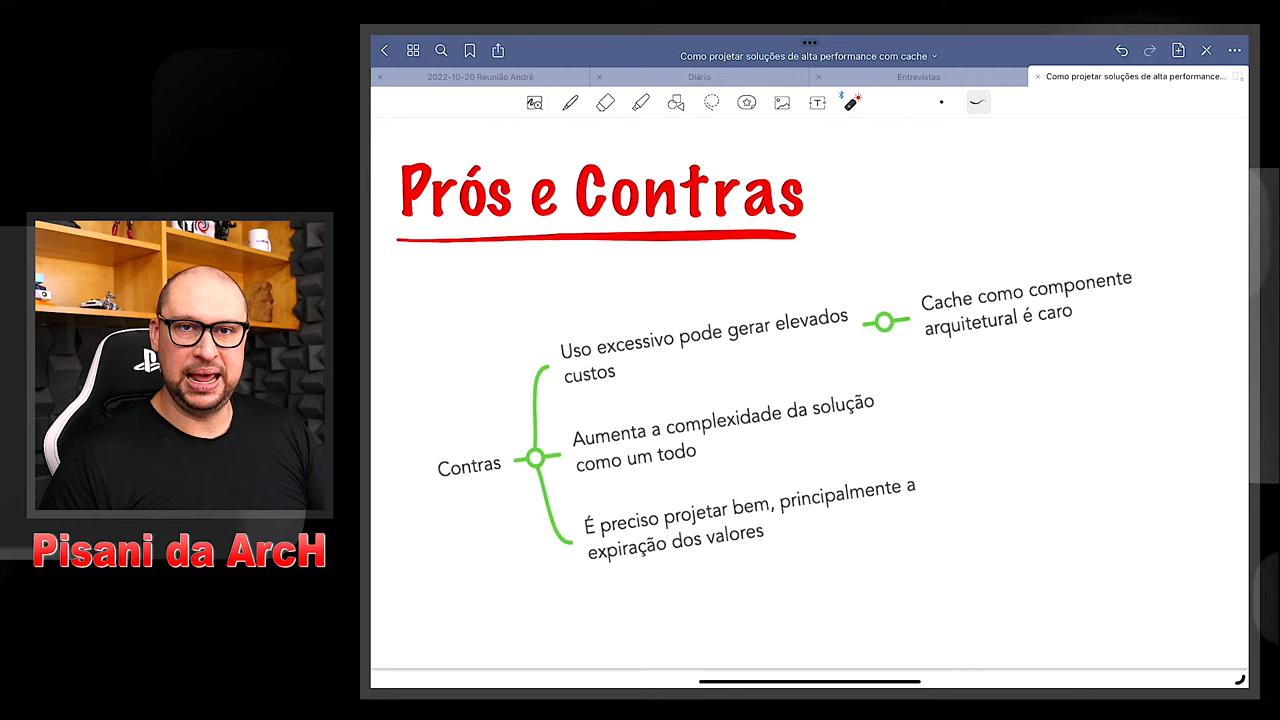 Como projetar soluções de alta performance com cache
2022-10-20 Reunião André
Diário
Entrevistas
Como projetar soluções de alta performance...
Prós e Contras
Cache como componente
arquitetural é caro
Uso excessivo pode gerar elevados
custos
Aumenta a complexidade da solução
como um todo
Contras
É preciso projetar bem, principalmente a
expiração dos valores
Pisani da ArcH